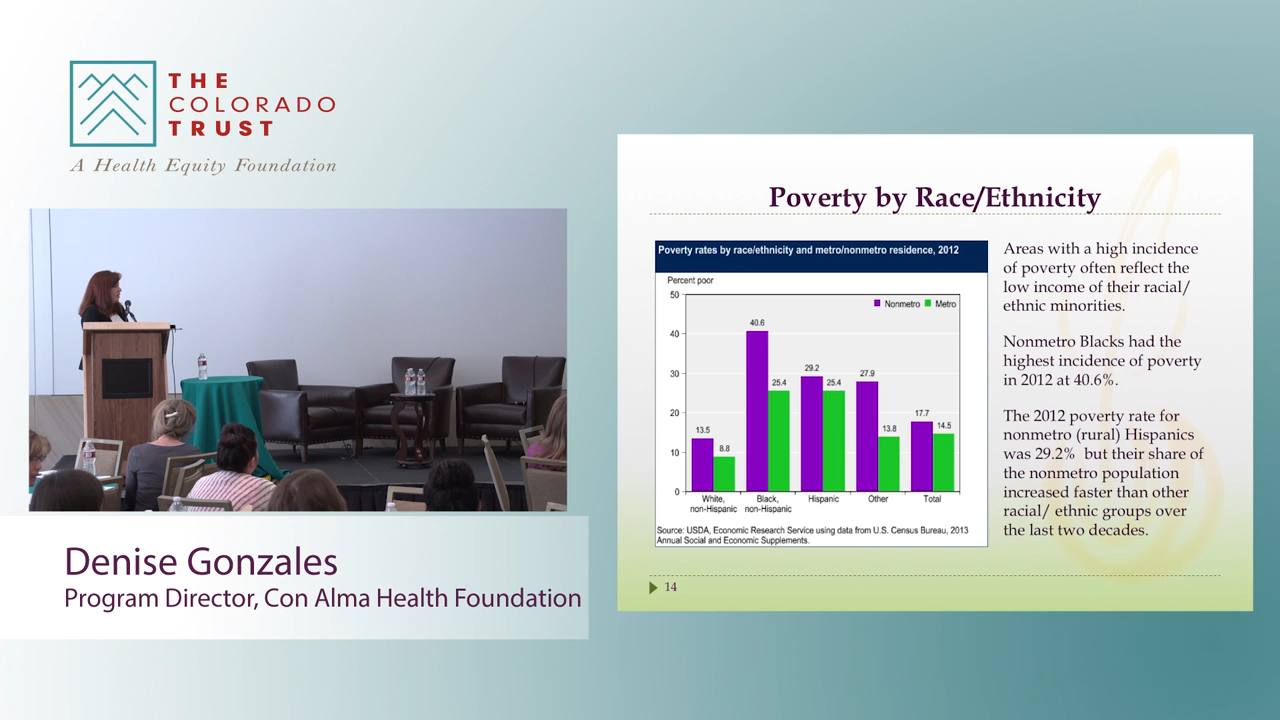 THE
COLORADO
TRUST
A Health Equity Foundation
Denise Gonzales
Program Director, Con Alma Health Foundation
Poverty by Race/Ethnicity
Poverty rates by race/ethnicity and metro/nonmetro residence, 2012
Percent poor
Nonmetro Metro
50
40
30
20
10
0
13.5
8.8
40.6
25.4
29.2
25.4
27.9
13.8
17.7
14.5
White,
non-Hispanic
Black,
non-Hispanic
Hispanic
Other
Total
Source: USDA, Economic Research Service using data from U.S. Census Bureau, 2013
Annual Social and Economic Supplements.
Areas with a high incidence
of poverty often reflect the
low income of their racial/
ethnic minorities.
Nonmetro Blacks had the
highest incidence of poverty
in 2012 at 40.6%.
The 2012 poverty rate for
nonmetro (rural) Hispanics
was 29.2% but their share of
the nonmetro population
increased faster than other
racial/ ethnic groups over
the last two decades.
14